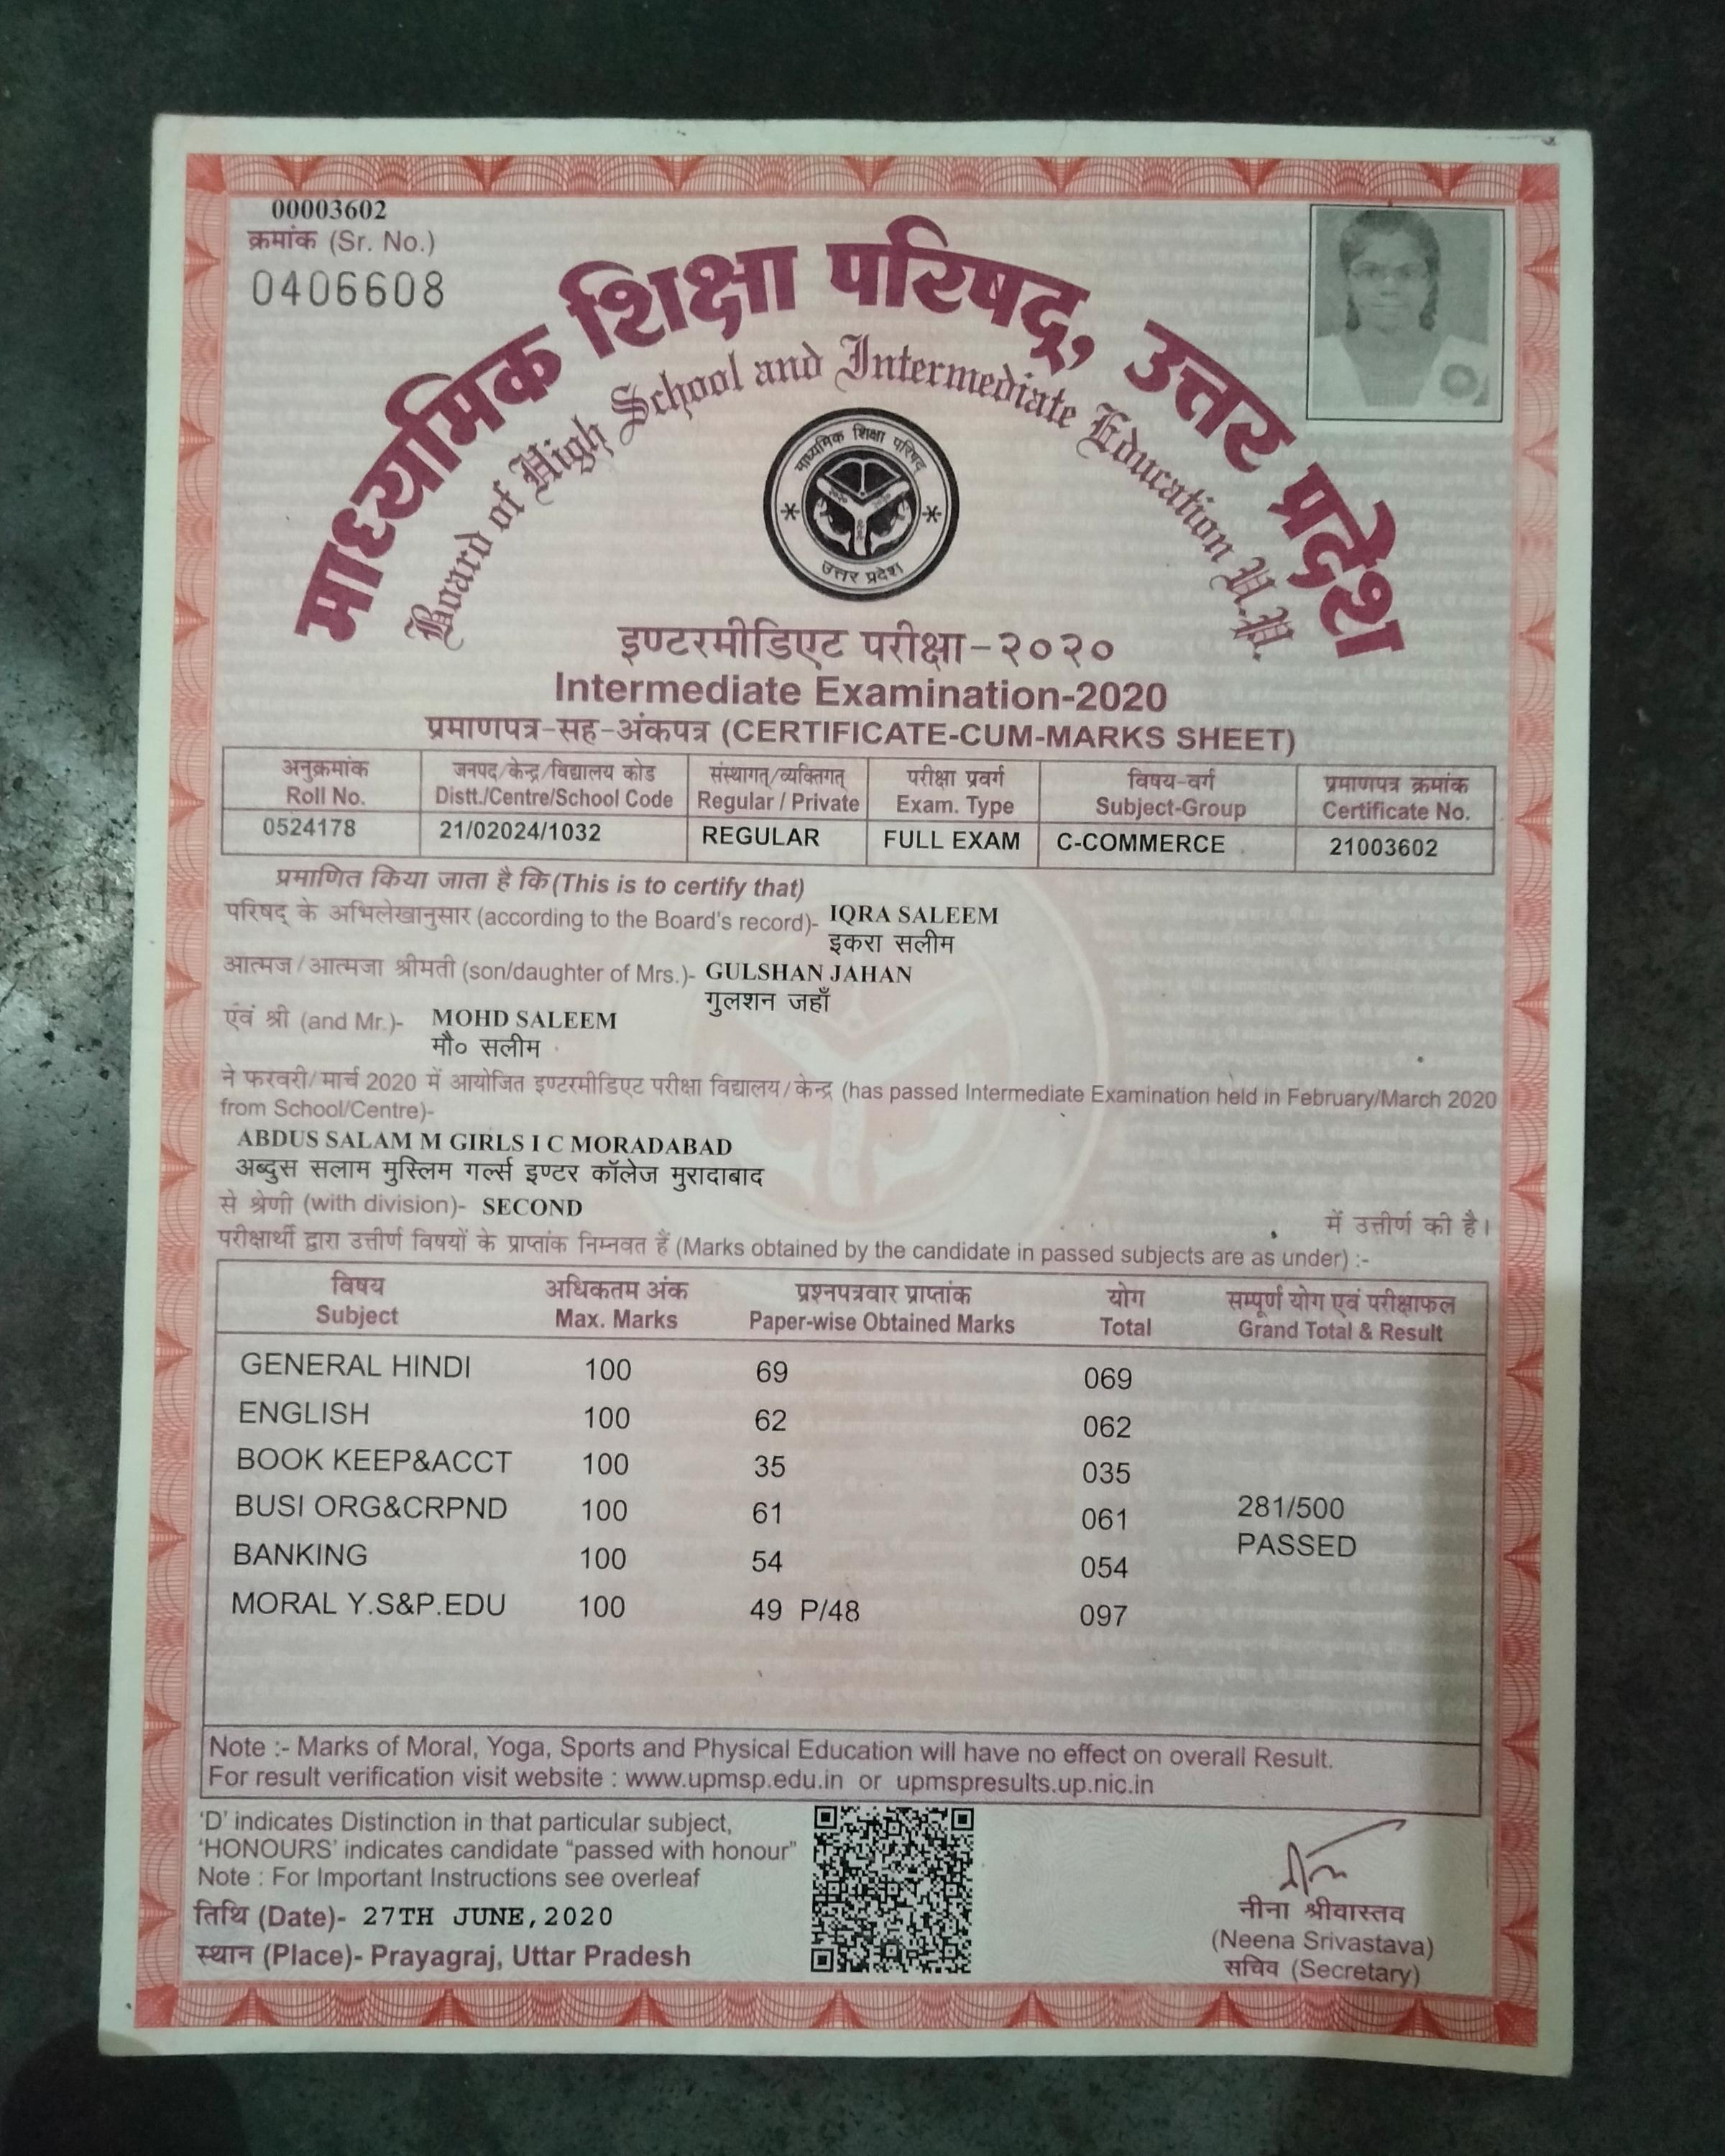 00003602
क्रमांक (Sr. No.)
0406608
माध्यमिक शिक्षा परिषद्, उत्तर प्रदेश
Board of High School and Intermediate Education U.P.
माध्यमिक शिक्षा परिषद्
उत्तर प्रदेश
इण्टरमीडिएट परीक्षा-२०२०
Intermediate Examination-2020
प्रमाणपत्र-सह-अंकपत्र (CERTIFICATE-CUM-MARKS SHEET)
अनुक्रमांक जनपद/केन्द्र/विद्यालय कोड संस्थागत्/व्यक्तिगत् परीक्षा प्रवर्ग विषय-वर्ग प्रमाणपत्र क्रमांक
Roll No. Distt./Centre/School Code Regular / Private Exam. Type Subject-Group Certificate No.
0524178 21/02024/1032 REGULAR FULL EXAM C-COMMERCE 21003602
प्रमाणित किया जाता है कि (This is to certify that)
परिषद् के अभिलेखानुसार (according to the Board's record)- IQRA SALEEM
इकरा सलीम
आत्मज/आत्मजा श्रीमती (son/daughter of Mrs.)- GULSHAN JAHAN
गुलशन जहाँ
एंवं श्री (and Mr.)- MOHD SALEEM
मौ० सलीम
ने फरवरी/मार्च 2020 में आयोजित इण्टरमीडिएट परीक्षा विद्यालय/केन्द्र (has passed Intermediate Examination held in February/March 2020
from School/Centre)-
ABDUS SALAM M GIRLS I C MORADABAD
अब्दुस सलाम मुस्लिम गर्ल्स इण्टर कॉलेज मुरादाबाद
से श्रेणी (with division)- SECOND में उत्तीर्ण की है।
परीक्षार्थी द्वारा उत्तीर्ण विषयों के प्राप्तांक निम्नवत हैं (Marks obtained by the candidate in passed subjects are as under) :-
विषय अधिकतम अंक प्रश्नपत्रवार प्राप्तांक योग सम्पूर्ण योग एवं परीक्षाफल
Subject Max. Marks Paper-wise Obtained Marks Total Grand Total & Result
GENERAL HINDI 100 69 069
ENGLISH 100 62 062
BOOK KEEP&ACCT 100 35 035
BUSI ORG&CRPND 100 61 061 281/500
PASSED
BANKING 100 54 054
MORAL Y.S&P.EDU 100 49 P/48 097
Note :- Marks of Moral, Yoga, Sports and Physical Education will have no effect on overall Result.
For result verification visit website : www.upmsp.edu.in or upmspresults.up.nic.in
'D' indicates Distinction in that particular subject,
'HONOURS' indicates candidate "passed with honour"
Note : For Important Instructions see overleaf
तिथि (Date)- 27TH JUNE,2020
स्थान (Place)- Prayagraj, Uttar Pradesh
नीना श्रीवास्तव
(Neena Srivastava)
सचिव (Secretary)